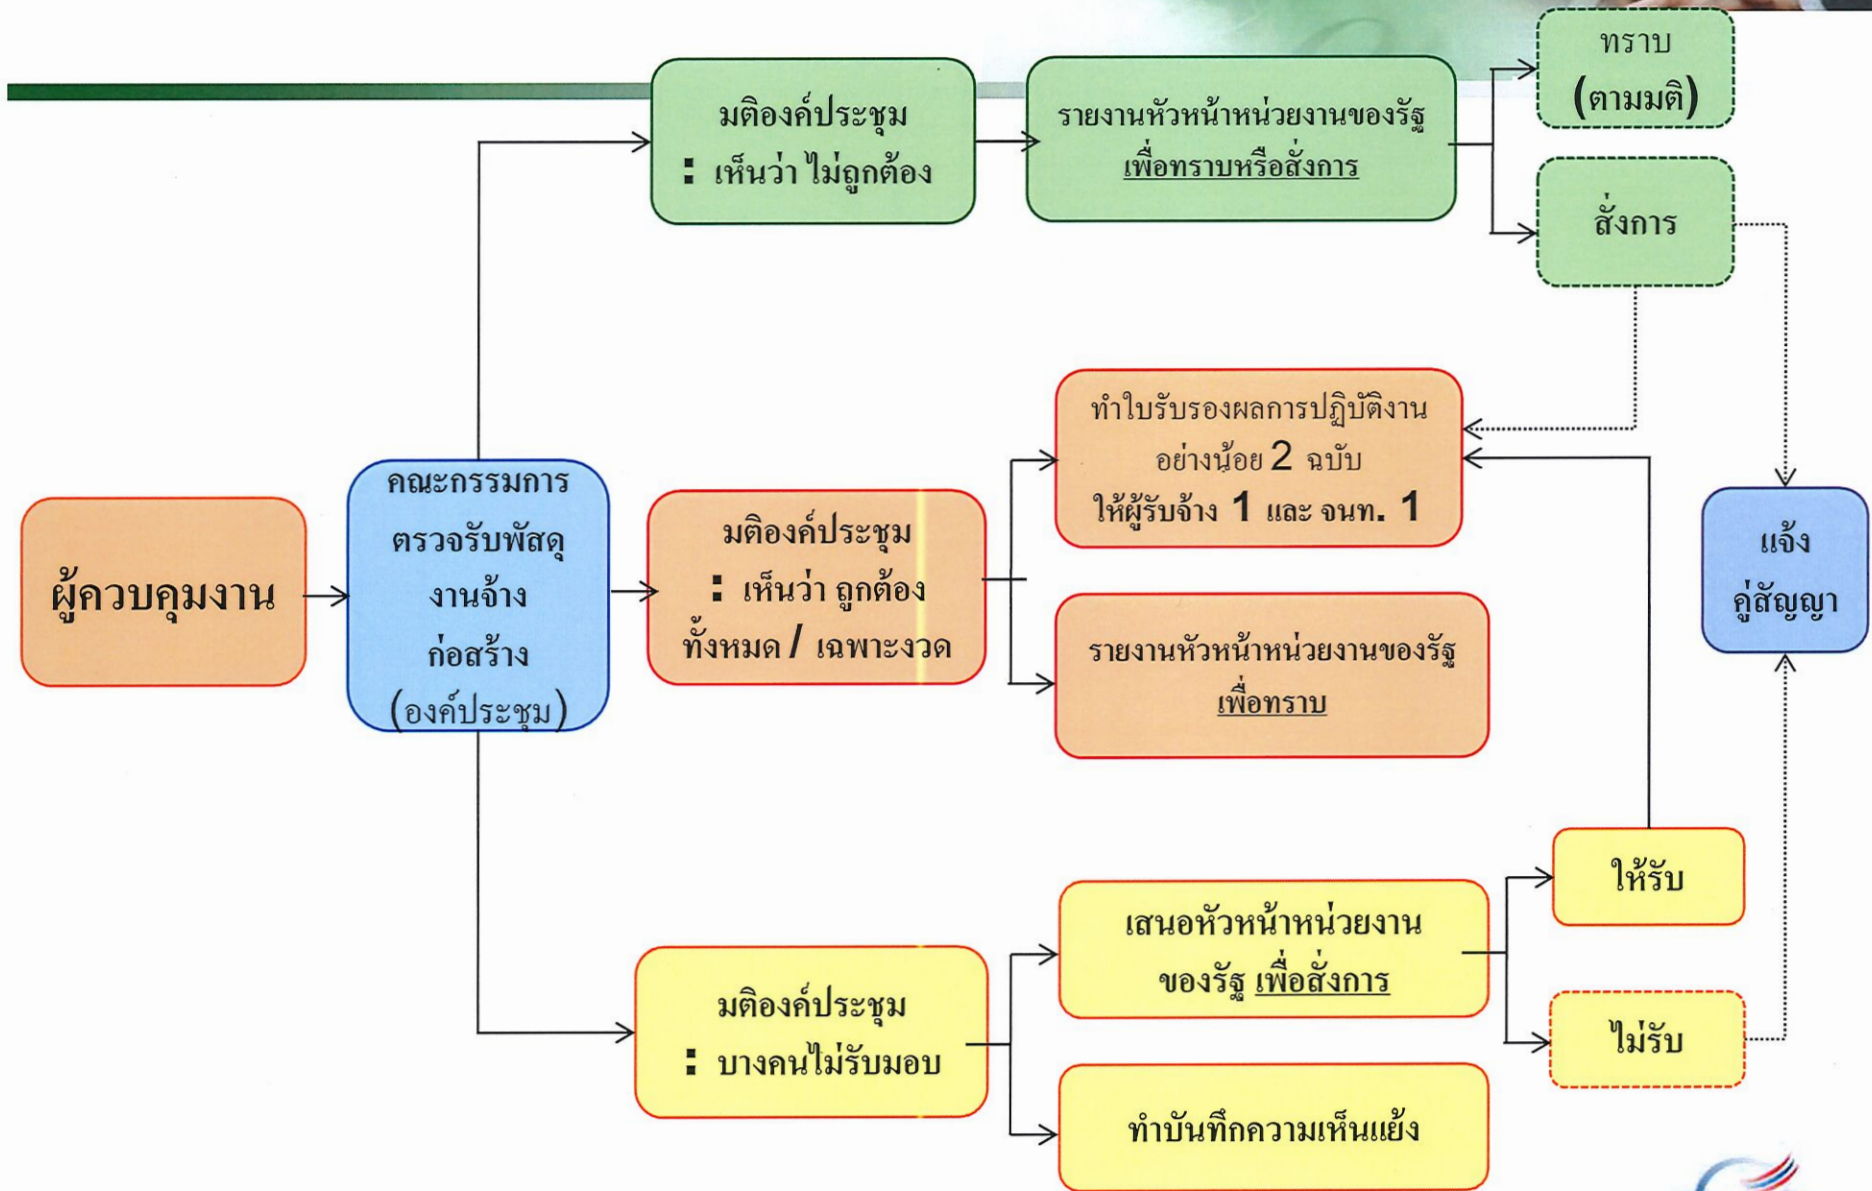 มติองค์ประชุม
: เห็นว่า ไม่ถูกต้อง
รายงานหัวหน้าหน่วยงานของรัฐ
เพื่อทราบหรือสั่งการ
ทราบ
(ตามมติ)
สั่งการ
ผู้ควบคุมงาน
คณะกรรมการ
ตรวจรับพัสดุ
งานจ้าง
ก่อสร้าง
(องค์ประชุม)
มติองค์ประชุม
: เห็นว่า ถูกต้อง
ทั้งหมด / เฉพาะงวด
ทำใบรับรองผลการปฏิบัติงาน
อย่างน้อย 2 ฉบับ
ให้ผู้รับจ้าง 1 และ จนท. 1
รายงานหัวหน้าหน่วยงานของรัฐ
เพื่อทราบ
แจ้ง
คู่สัญญา
มติองค์ประชุม
: บางคนไม่รับมอบ
เสนอหัวหน้าหน่วยงาน
ของรัฐ เพื่อสั่งการ
ทำบันทึกความเห็นแย้ง
ให้รับ
ไม่รับ